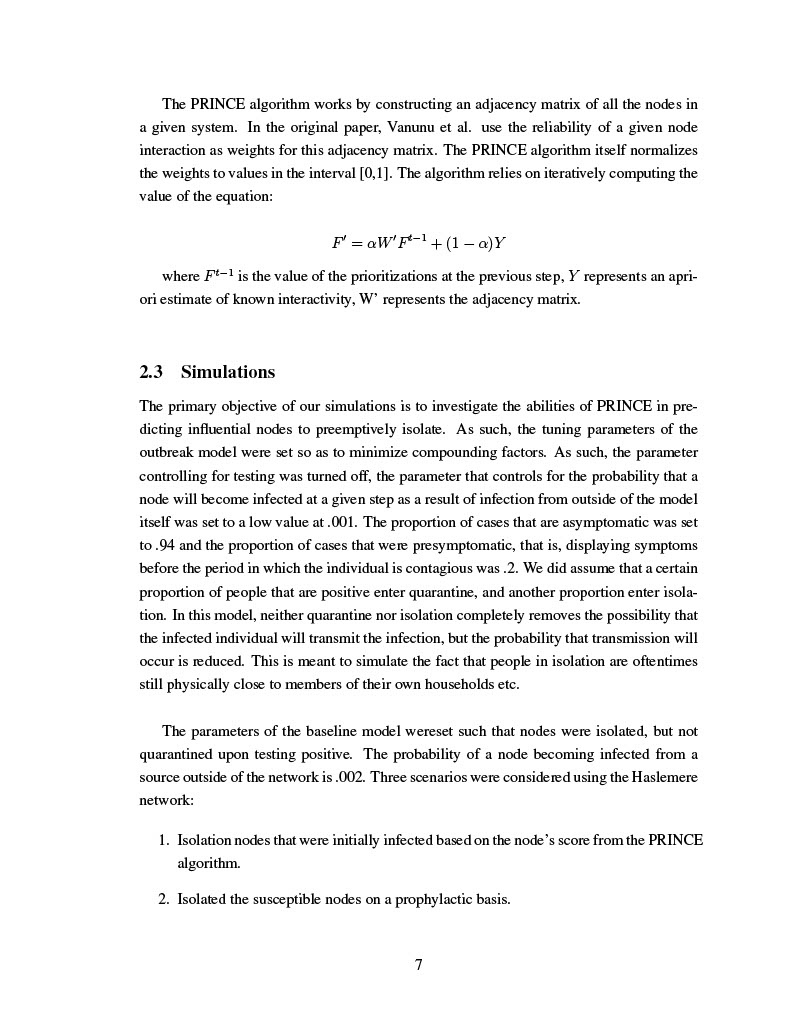 The PRINCE algorithm works by constructing an adjacency matrix of all the nodes in
a given system. In the original paper, Vanunu et al. use the reliability of a given node
interaction as weights for this adjacency matrix. The PRINCE algorithm itself normalizes
the weights to values in the interval [0,1]. The algorithm relies on iteratively computing the
value of the equation:
F′ = αW′F^{t−1} + (1 − α)Y
where F^{t−1} is the value of the prioritizations at the previous step, Y represents an apri-
ori estimate of known interactivity, W’ represents the adjacency matrix.
2.3 Simulations
The primary objective of our simulations is to investigate the abilities of PRINCE in pre-
dicting influential nodes to preemptively isolate. As such, the tuning parameters of the
outbreak model were set so as to minimize compounding factors. As such, the parameter
controlling for testing was turned off, the parameter that controls for the probability that a
node will become infected at a given step as a result of infection from outside of the model
itself was set to a low value at .001. The proportion of cases that are asymptomatic was set
to .94 and the proportion of cases that were presymptomatic, that is, displaying symptoms
before the period in which the individual is contagious was .2. We did assume that a certain
proportion of people that are positive enter quarantine, and another proportion enter isola-
tion. In this model, neither quarantine nor isolation completely removes the possibility that
the infected individual will transmit the infection, but the probability that transmission will
occur is reduced. This is meant to simulate the fact that people in isolation are oftentimes
still physically close to members of their own households etc.
The parameters of the baseline model wereset such that nodes were isolated, but not
quarantined upon testing positive. The probability of a node becoming infected from a
source outside of the network is .002. Three scenarios were considered using the Haslemere
network:
1. Isolation nodes that were initially infected based on the node’s score from the PRINCE
algorithm.
2. Isolated the susceptible nodes on a prophylactic basis.
7